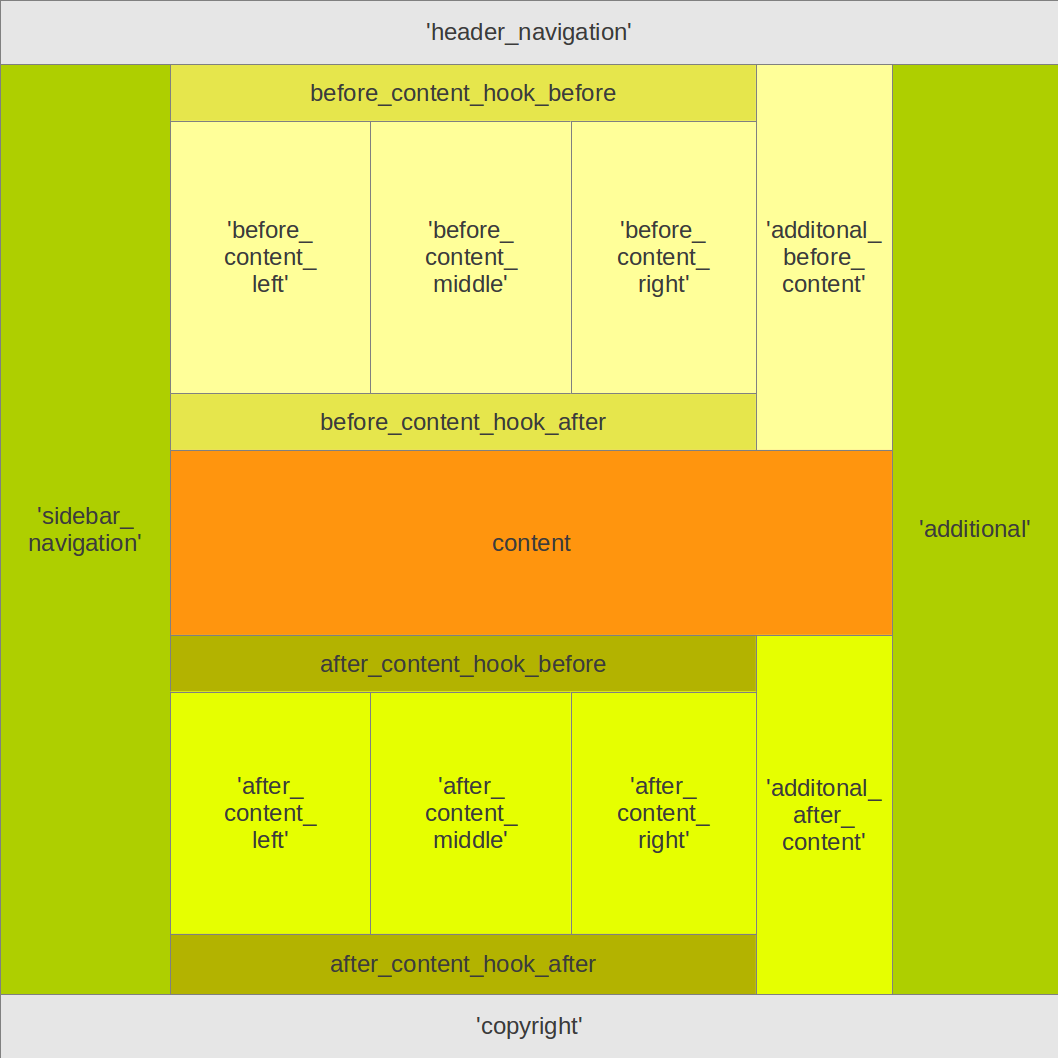 'header_navigation'
before_content_hook_before
'before_
content_
left'
'before_
content_
middle'
'before_
content_
right'
'additonal_
before_
content'
before_content_hook_after
'sidebar_
navigation'
content
'additional'
after_content_hook_before
'after_
content_
left'
'after_
content_
middle'
'after_
content_
right'
'additonal_
after_
content'
after_content_hook_after
'copyright'